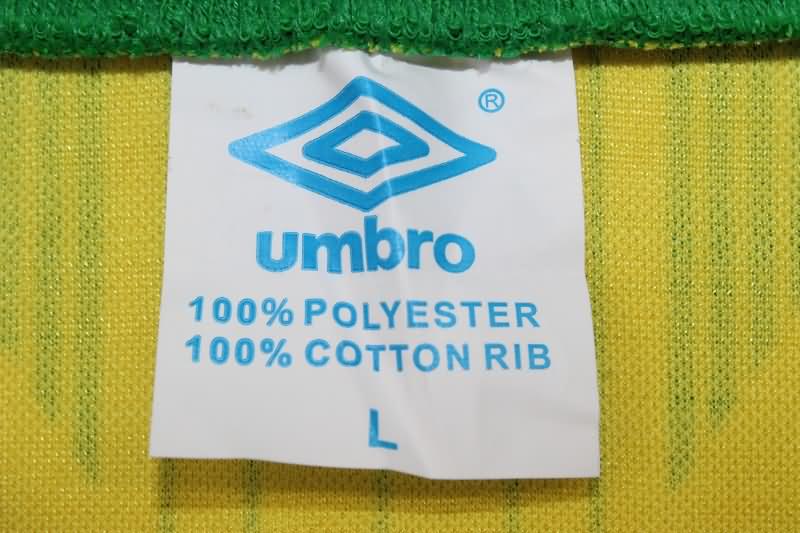 ®
umbro
100% POLYESTER
100% COTTON RIB
L